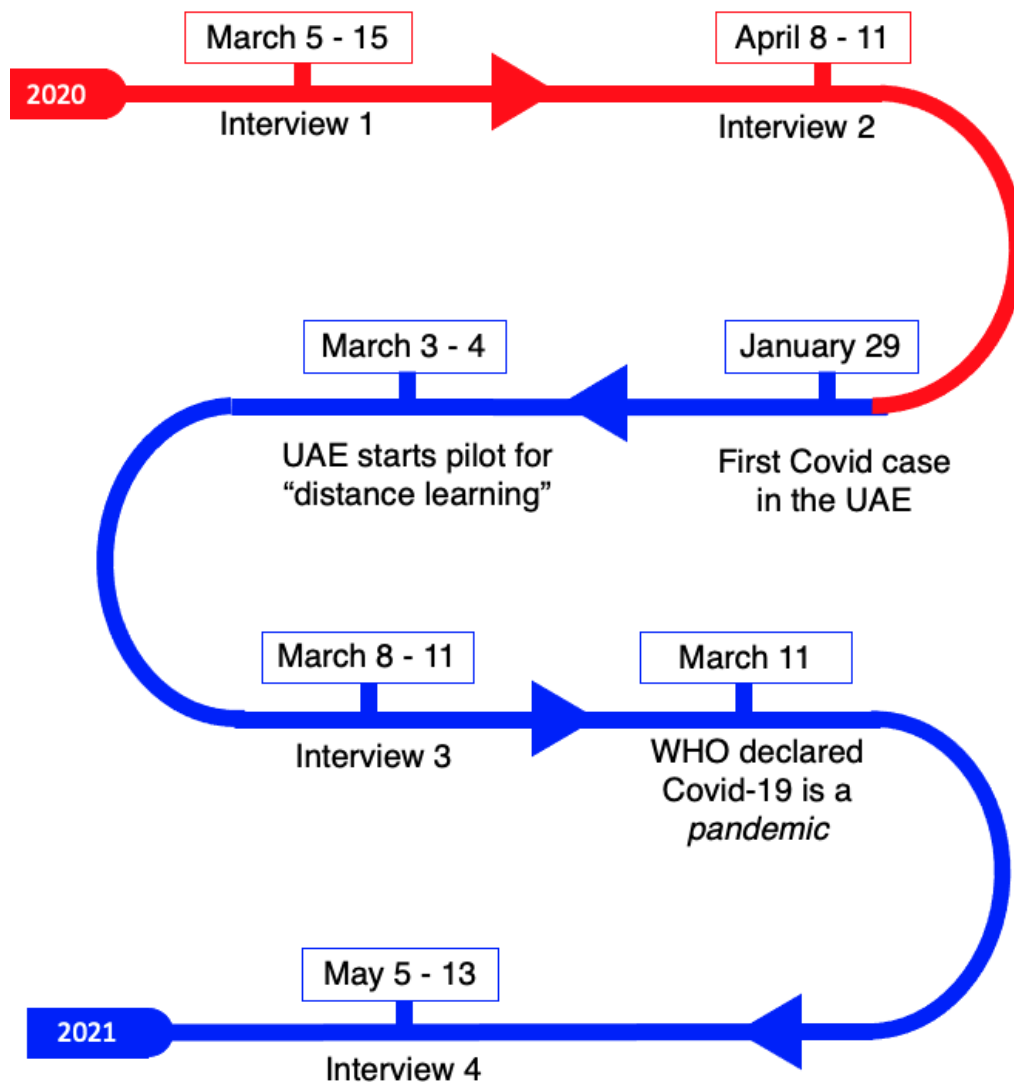 March 5 - 15
April 8 - 11
2020
Interview 1
Interview 2
March 3 - 4
January 29
UAE starts pilot for
“distance learning”
First Covid case
in the UAE
March 8 - 11
March 11
Interview 3
WHO declared
Covid-19 is a
pandemic
May 5 - 13
2021
Interview 4